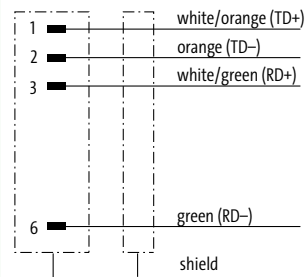 1 white/orange (TD+)
2 orange (TD–)
3 white/green (RD+)
6 green (RD–)
shield